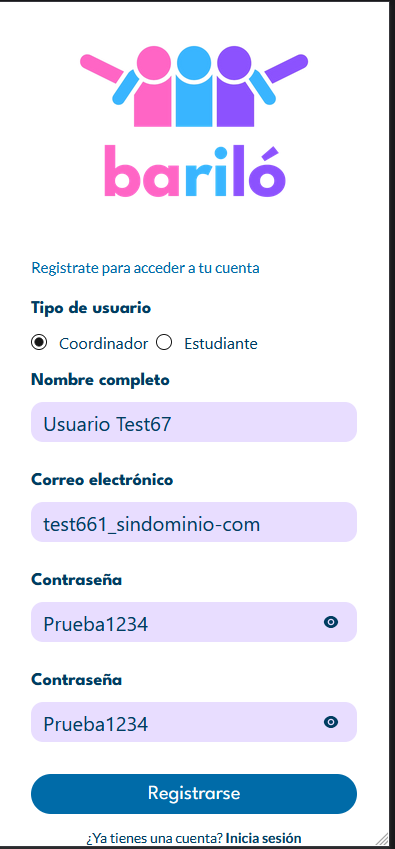 bariló
Registrate para acceder a tu cuenta
Tipo de usuario
Coordinador Estudiante
Nombre completo
Usuario Test67
Correo electrónico
test661_sindominio-com
Contraseña
Prueba1234
Contraseña
Prueba1234
Registrarse
¿Ya tienes una cuenta? Inicia sesión